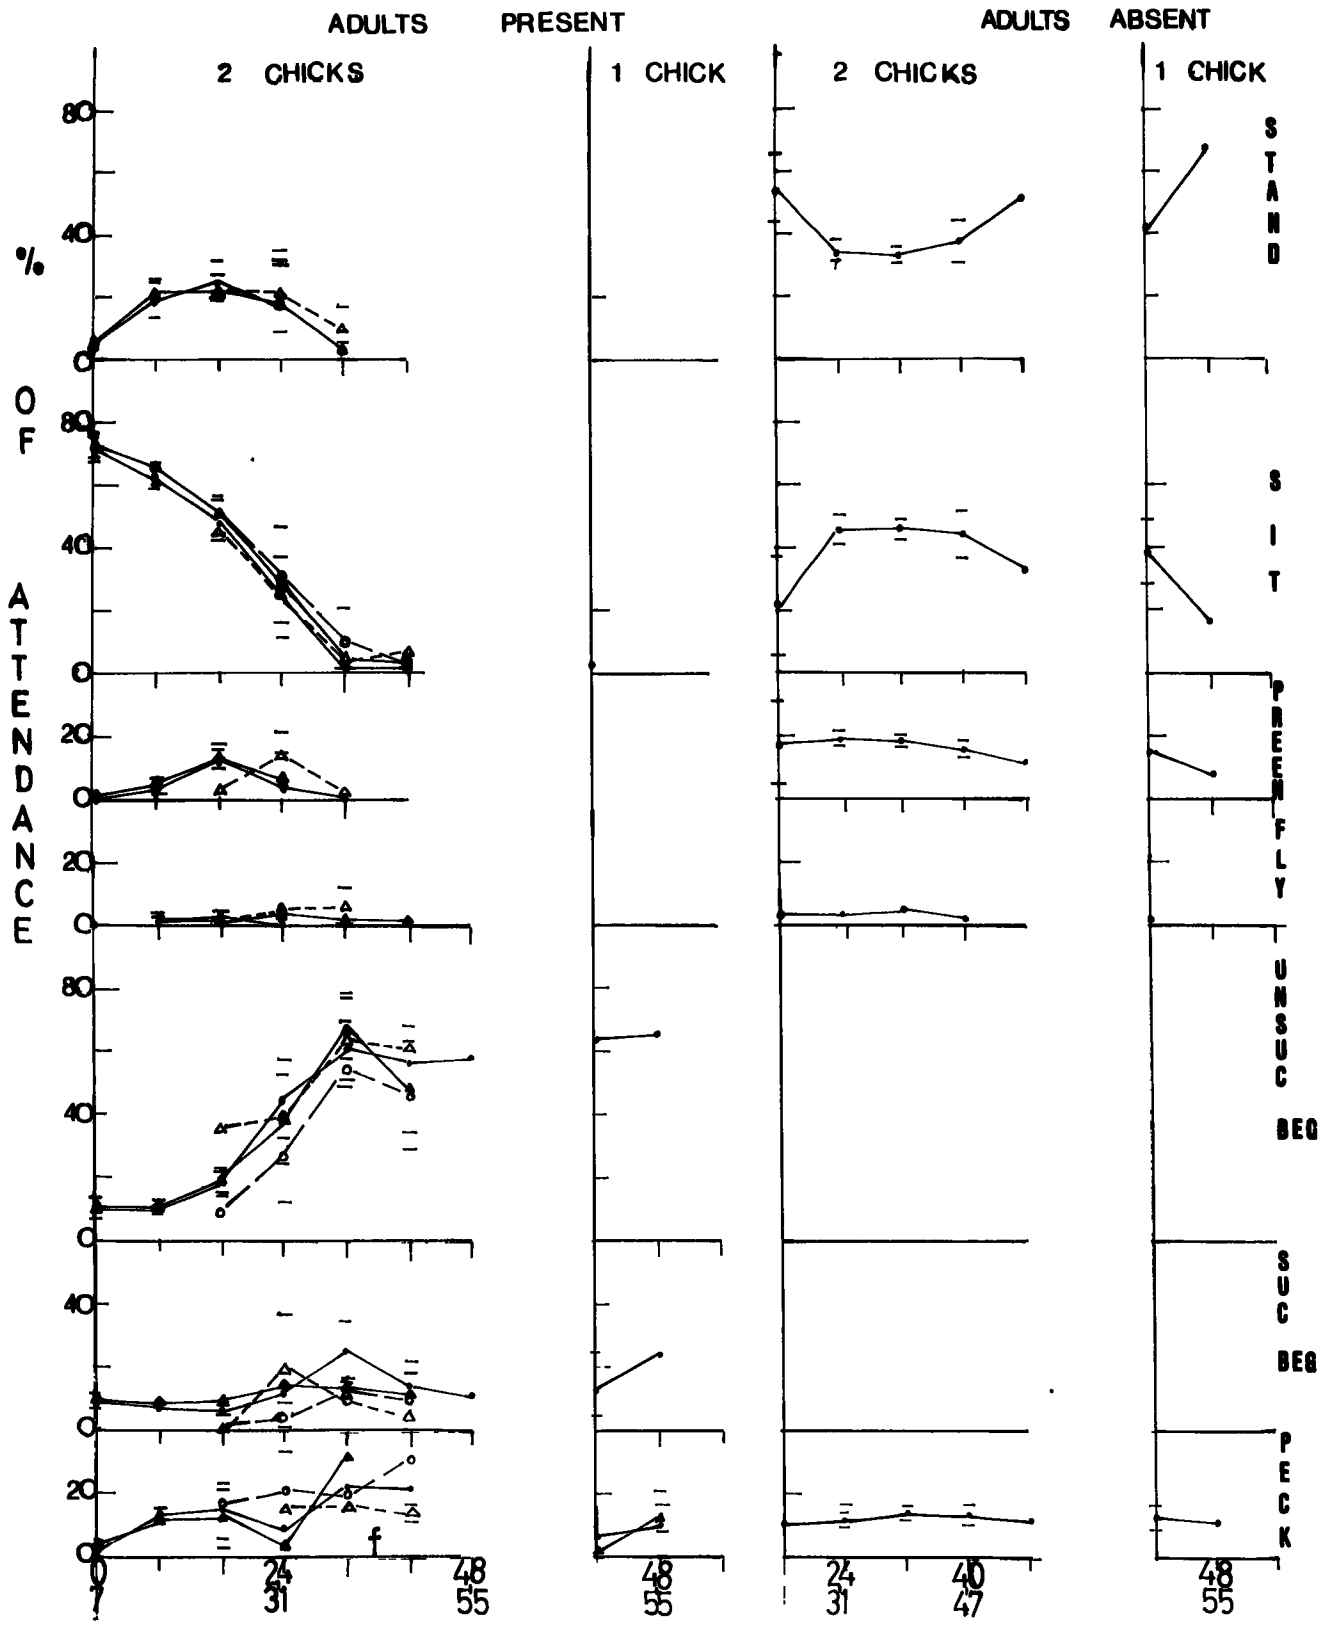 ADULTS PRESENT ADULTS ABSENT
2 CHICKS 1 CHICK 2 CHICKS 1 CHICK
% OF ATTENDANCE
80
40
0
STAND
80
40
0
SIT
20
0
PREEN
20
0
FLY
80
40
0
UNSUC BEG
40
0
SUC BEG
20
0
PECK
f
0 24 48 48 24 40 48
7 31 55 55 31 47 55